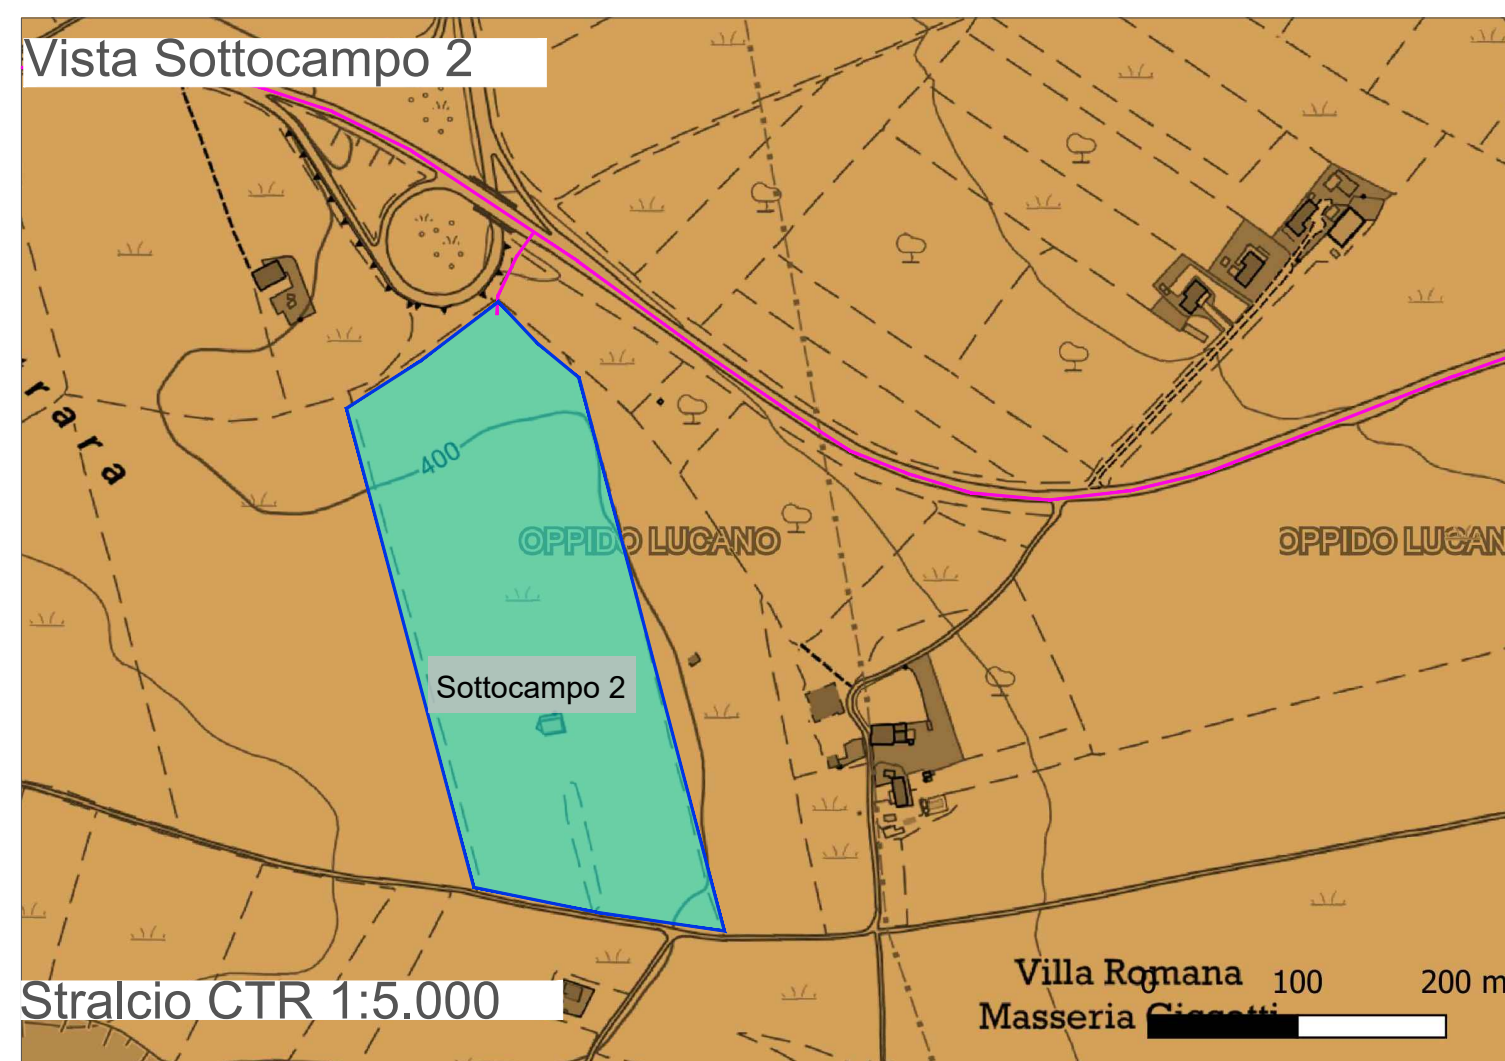 Vista Sottocampo 2
rara
400
OPPIDO LUCANO
OPPIDO LUCAN
Sottocampo 2
Villa Romana
Masseria
0 100 200 m
Stralcio CTR 1:5.000